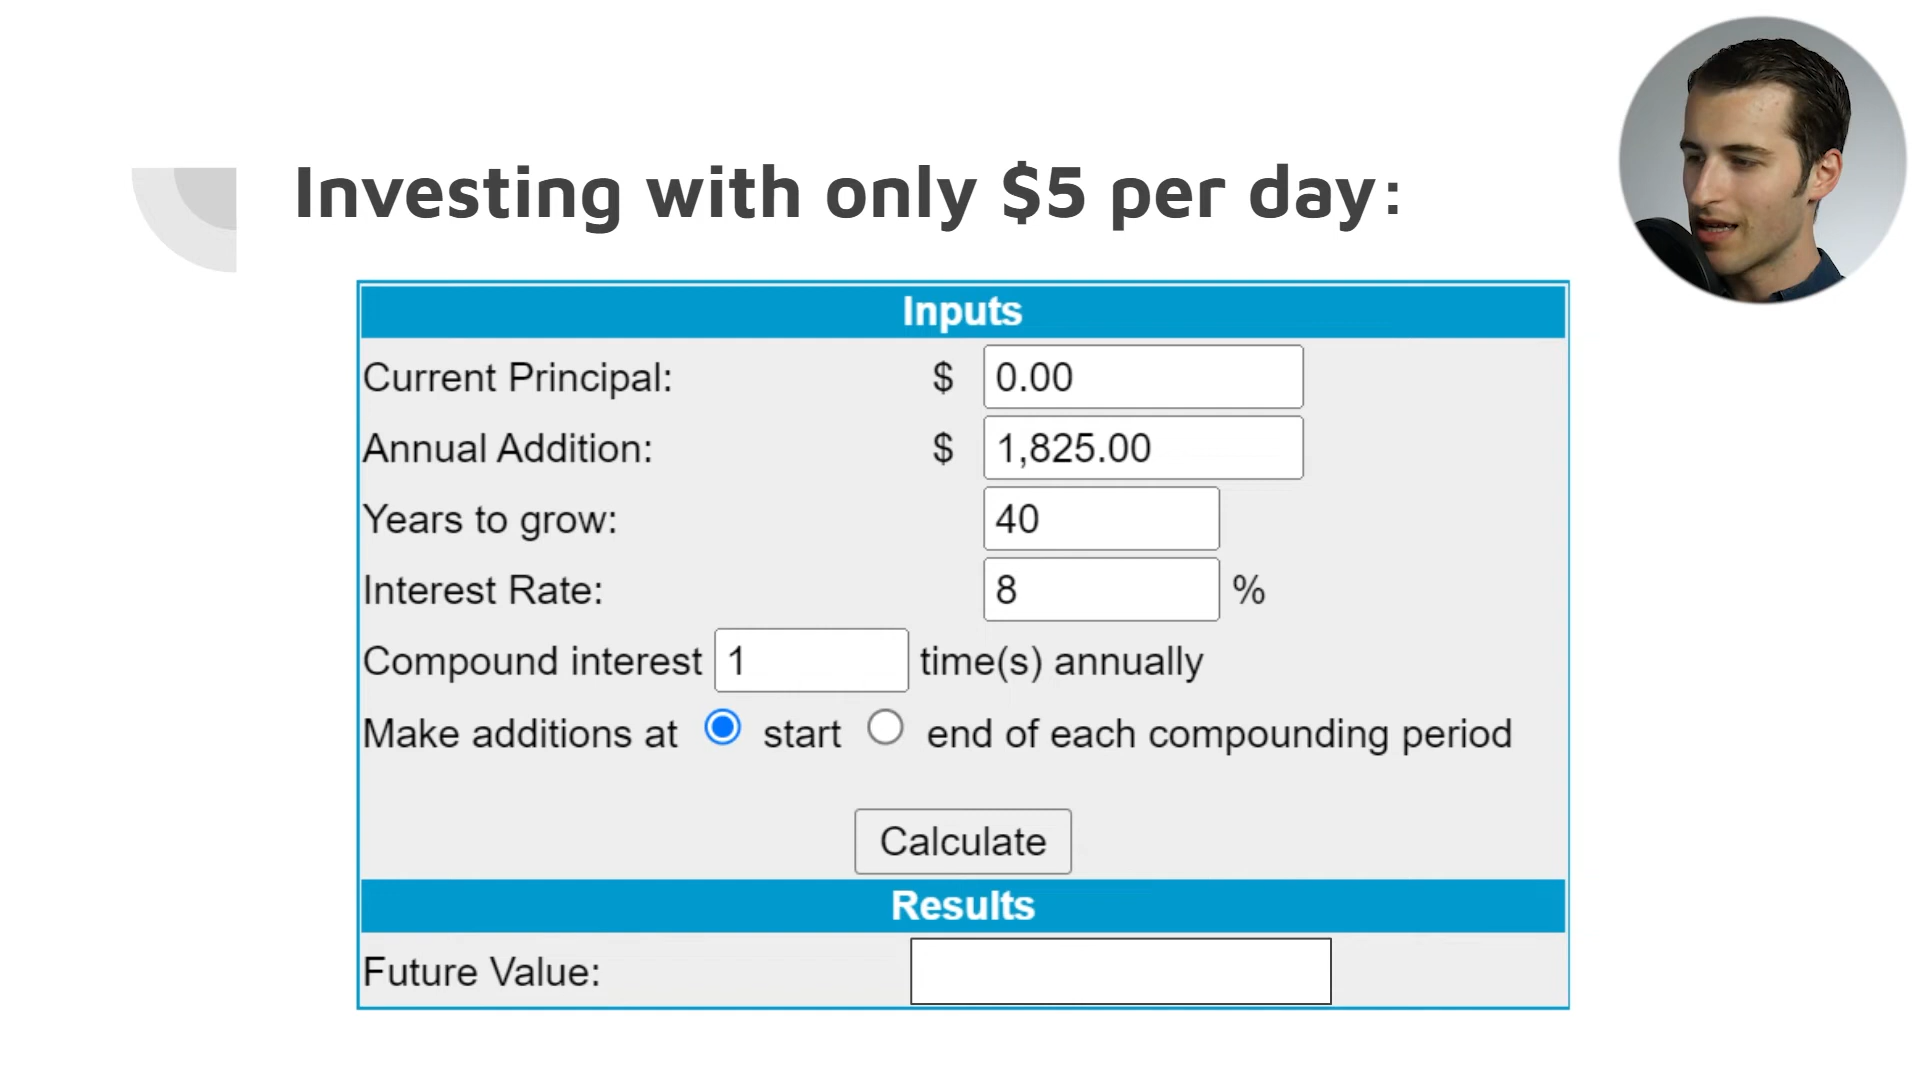 Investing with only $5 per day:
Inputs
Current Principal: $ 0.00
Annual Addition: $ 1,825.00
Years to grow: 40
Interest Rate: 8 %
Compound interest 1 time(s) annually
Make additions at start end of each compounding period
Calculate
Results
Future Value: